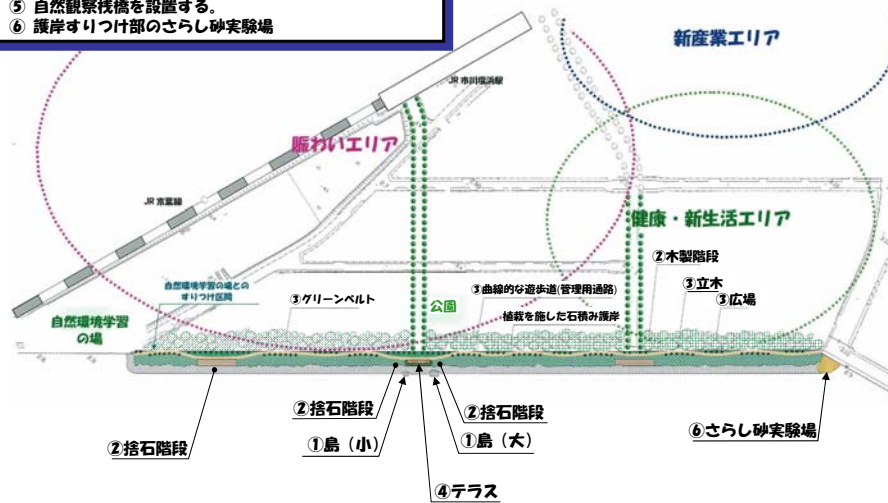 ⑤ 自然観察桟橋を設置する。
⑥ 護岸すりつけ部のさらし砂実験場
新産業エリア
JR 市川塩浜駅
賑わいエリア
JR 京葉線
健康・新生活エリア
②木製階段
自然環境学習の場との
すりつけ区間
③グリーンベルト
③曲線的な遊歩道(管理用通路)
③立木
③広場
公園
植栽を施した石積み護岸
自然環境学習
の場
②捨石階段
②捨石階段
②捨石階段
①島（小）
①島（大）
⑥さらし砂実験場
④テラス